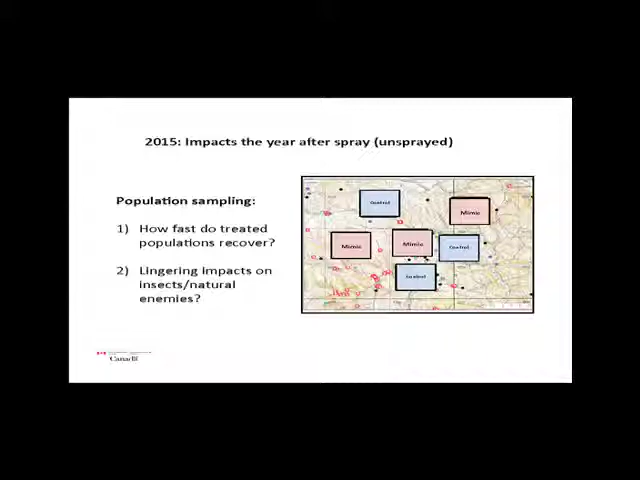 2015: Impacts the year after spray (unsprayed)
Population sampling:
1) How fast do treated
populations recover?
2) Lingering impacts on
insects/natural
enemies?
Control
Mimic
Mimic
Mimic
Control
Control
Canada